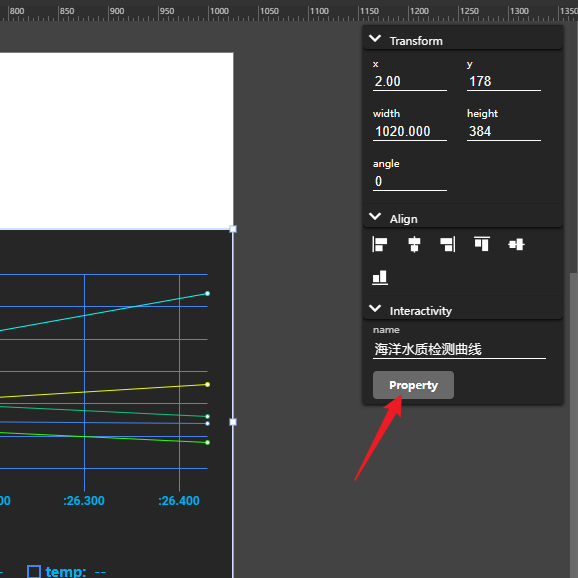 800 850 900 950 1000 1050 1100 1150 1200 1250 1300 1350
Transform
x y
2.00 178
width height
1020.000 384
angle
0
Align
Interactivity
name
海洋水质检测曲线
Property
00 :26.300 :26.400
- temp: --